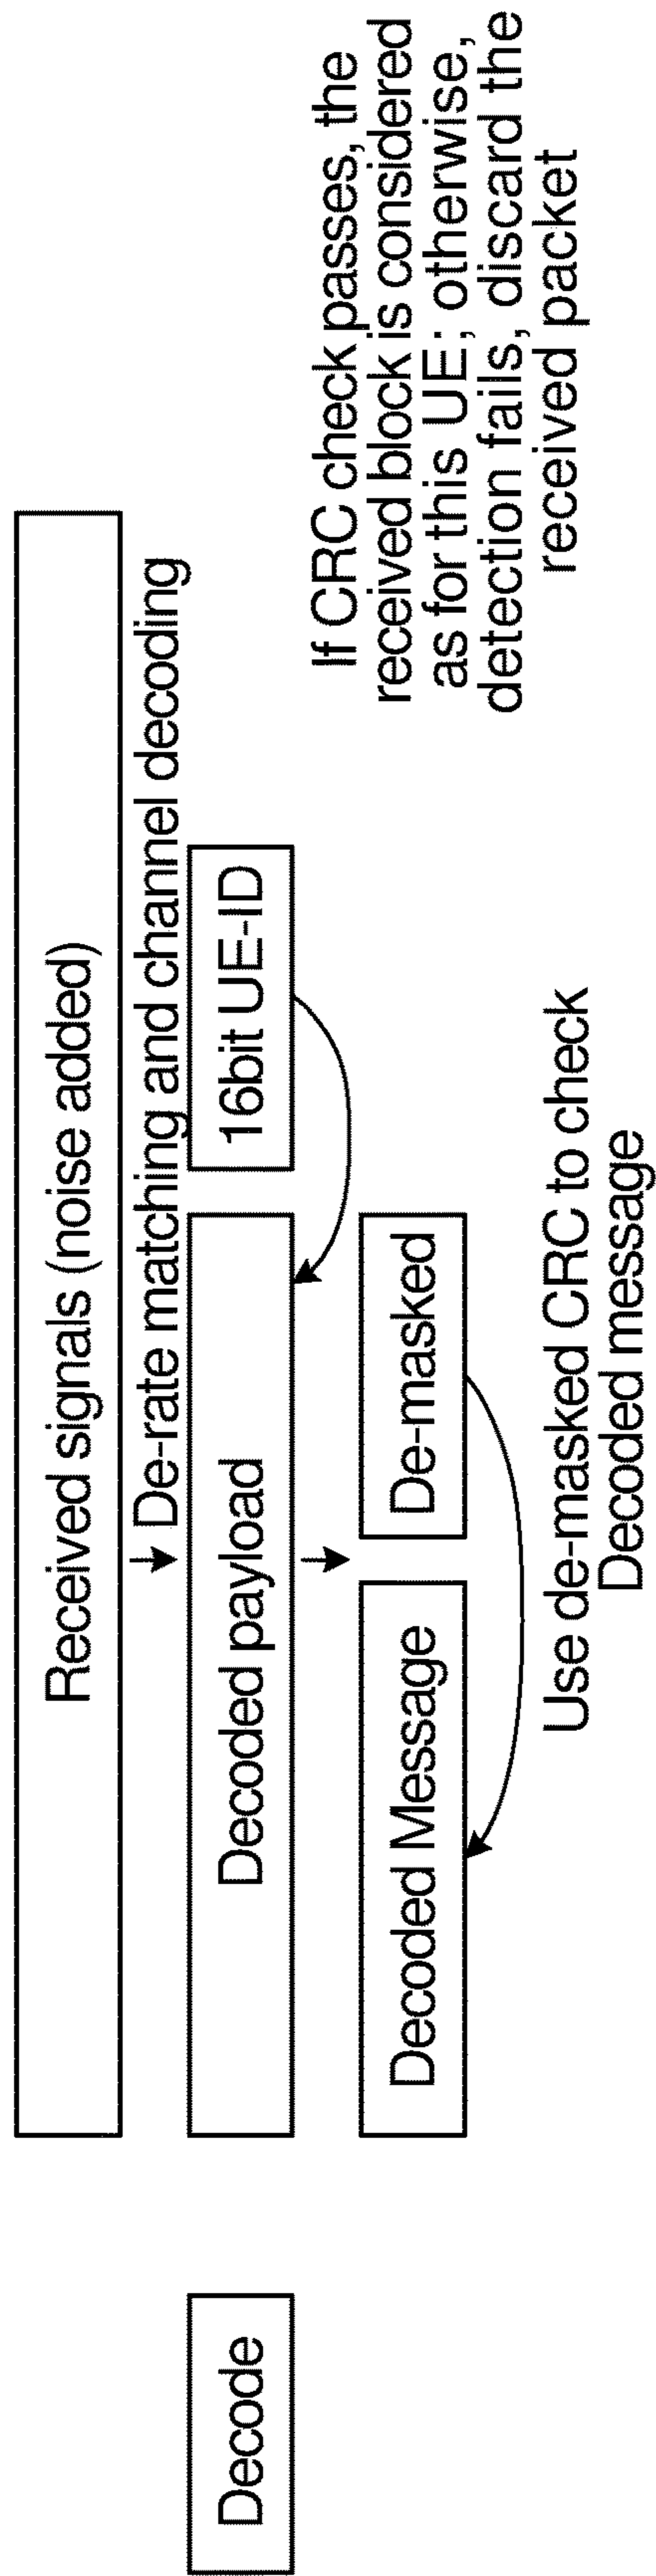 Received signals (noise added)
De-rate matching and channel decoding
Decode
Decoded payload
16bit UE-ID
Decoded Message
De-masked
If CRC check passes, the
received block is considered
as for this UE; otherwise,
detection fails, discard the
received packet
Use de-masked CRC to check
Decoded message